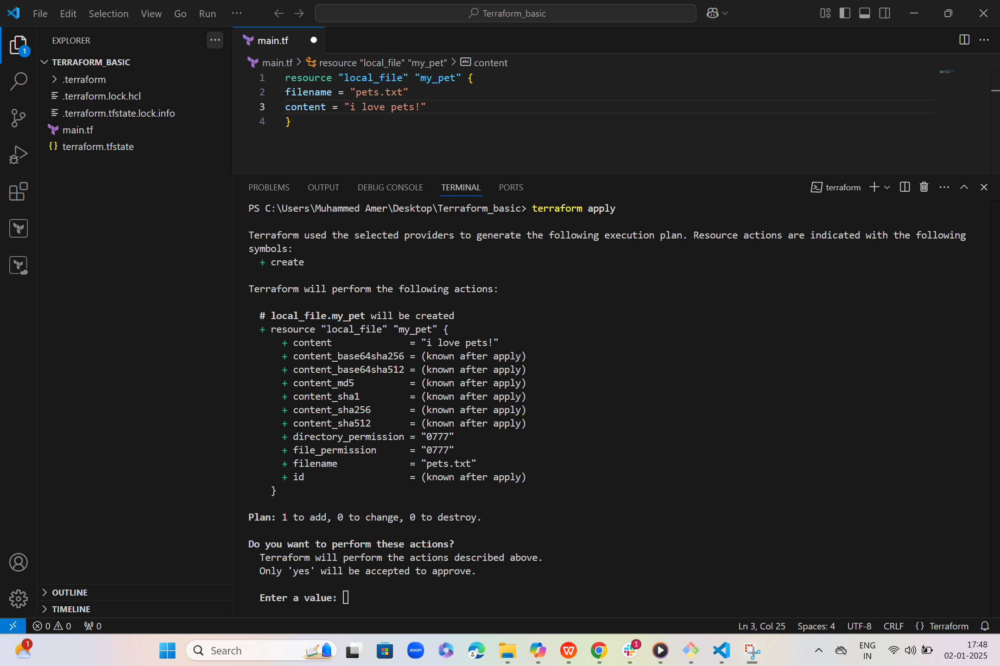 File Edit Selection View Go Run ··· Terraform_basic
EXPLORER
1
TERRAFORM_BASIC
.terraform
.terraform.lock.hcl
.terraform.tfstate.lock.info
main.tf
{} terraform.tfstate
OUTLINE
TIMELINE
main.tf
main.tf > resource "local_file" "my_pet" > abc content
1 resource "local_file" "my_pet" {
2 filename = "pets.txt"
3 content = "i love pets!"
4 }
PROBLEMS OUTPUT DEBUG CONSOLE TERMINAL PORTS terraform
PS C:\Users\Muhammed Amer\Desktop\Terraform_basic> terraform apply
Terraform used the selected providers to generate the following execution plan. Resource actions are indicated with the following
symbols:
+ create
Terraform will perform the following actions:
# local_file.my_pet will be created
+ resource "local_file" "my_pet" {
+ content = "i love pets!"
+ content_base64sha256 = (known after apply)
+ content_base64sha512 = (known after apply)
+ content_md5 = (known after apply)
+ content_sha1 = (known after apply)
+ content_sha256 = (known after apply)
+ content_sha512 = (known after apply)
+ directory_permission = "0777"
+ file_permission = "0777"
+ filename = "pets.txt"
+ id = (known after apply)
}
Plan: 1 to add, 0 to change, 0 to destroy.
Do you want to perform these actions?
Terraform will perform the actions described above.
Only 'yes' will be accepted to approve.
Enter a value:
0 0 0 Ln 3, Col 25 Spaces: 4 UTF-8 CRLF {} Terraform
1 Search zoom W 1 ENG 17:48
IN 02-01-2025